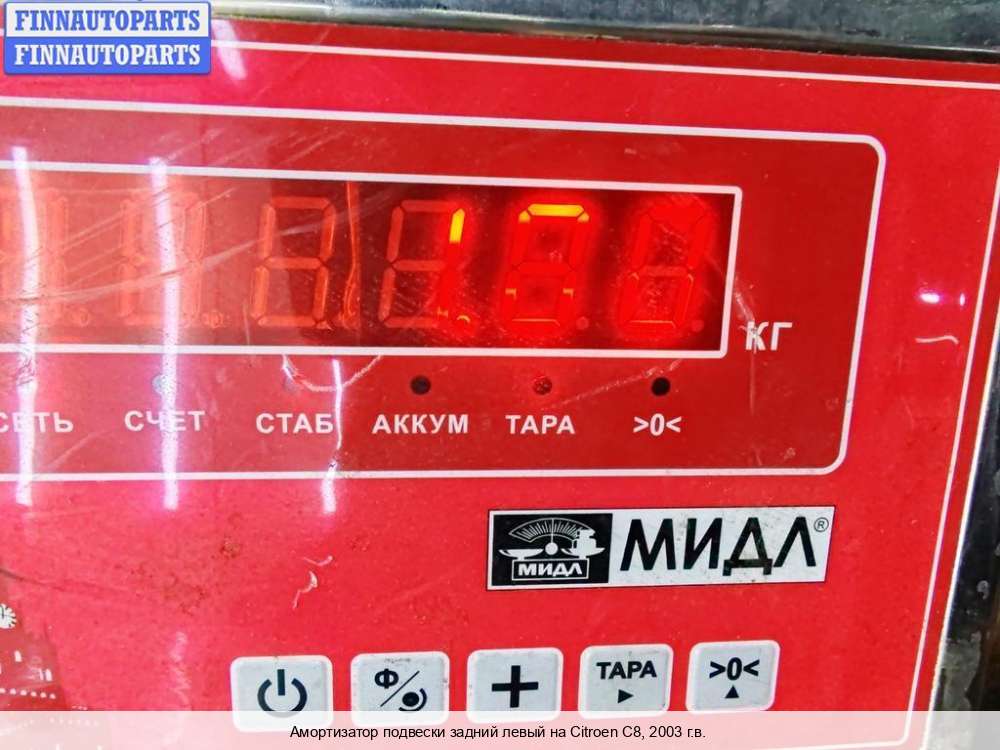 FINNAUTOPARTS
FINNAUTOPARTS
КГ
СЕТЬ СЧЕТ СТАБ АККУМ ТАРА >0<
МИДЛ МИДЛ®
Ф ТАРА >0<
Амортизатор подвески задний левый на Citroen C8, 2003 г.в.